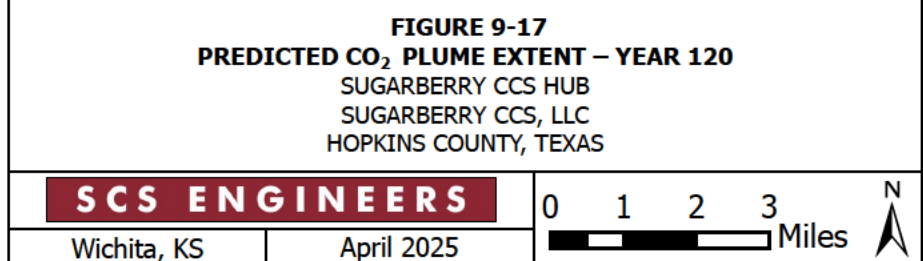 FIGURE 9-17
PREDICTED CO₂ PLUME EXTENT – YEAR 120
SUGARBERRY CCS HUB
SUGARBERRY CCS, LLC
HOPKINS COUNTY, TEXAS
SCS ENGINEERS
Wichita, KS
April 2025
0 1 2 3
Miles
N